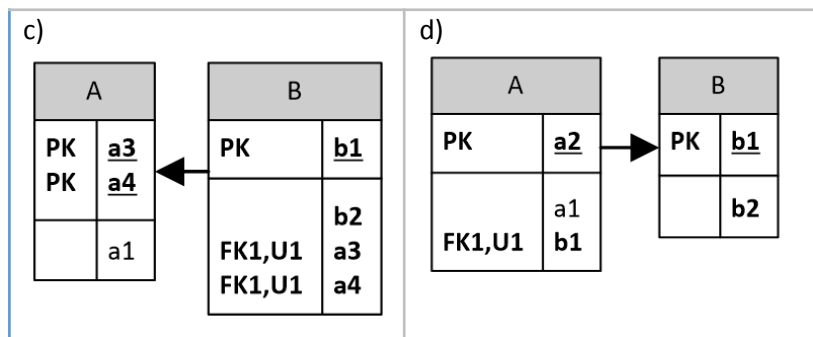 c)
A
PK a3
PK a4
a1
B
PK b1
b2
FK1,U1 a3
FK1,U1 a4
d)
A
PK a2
a1
FK1,U1 b1
B
PK b1
b2